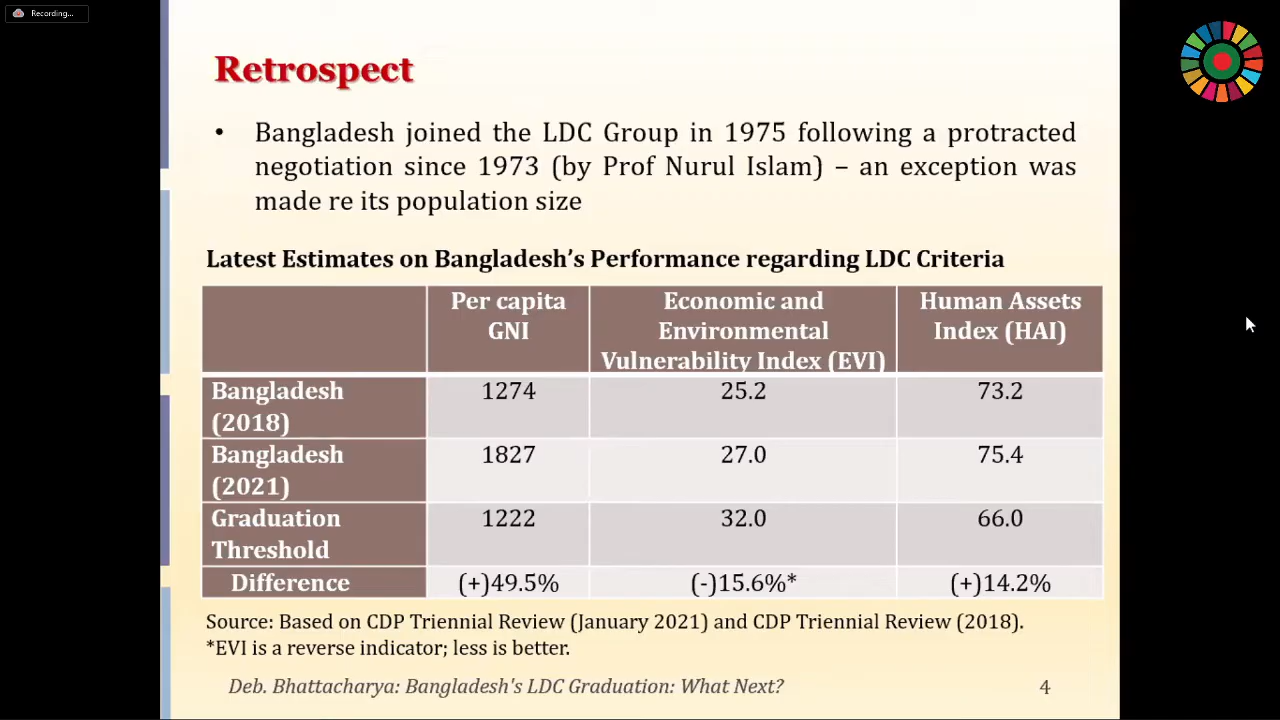 Recording...
Retrospect
• Bangladesh joined the LDC Group in 1975 following a protracted
negotiation since 1973 (by Prof Nurul Islam) – an exception was
made re its population size
Latest Estimates on Bangladesh's Performance regarding LDC Criteria
Per capita GNI
Economic and Environmental Vulnerability Index (EVI)
Human Assets Index (HAI)
Bangladesh (2018) 1274 25.2 73.2
Bangladesh (2021) 1827 27.0 75.4
Graduation Threshold 1222 32.0 66.0
Difference (+)49.5% (-)15.6%* (+)14.2%
Source: Based on CDP Triennial Review (January 2021) and CDP Triennial Review (2018).
*EVI is a reverse indicator; less is better.
Deb. Bhattacharya: Bangladesh's LDC Graduation: What Next? 4